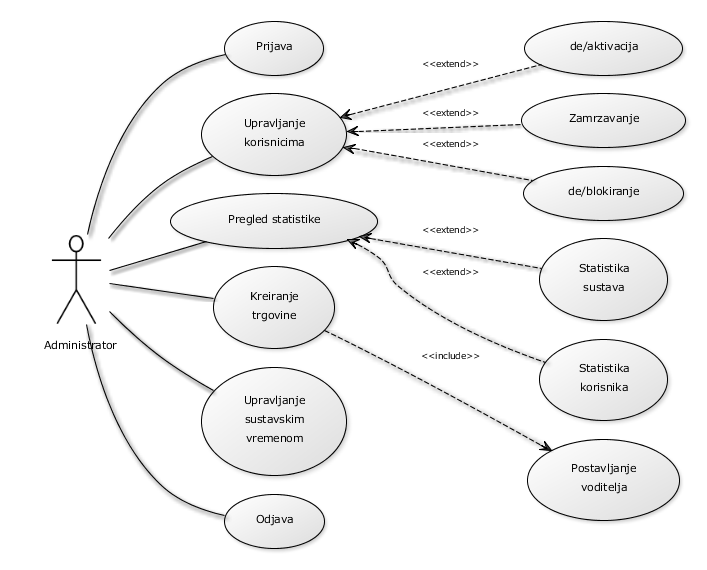 Prijava
de/aktivacija
<<extend>>
Upravljanje
korisnicima
<<extend>>
Zamrzavanje
<<extend>>
de/blokiranje
Pregled statistike
<<extend>>
Statistika
sustava
<<extend>>
Kreiranje
trgovine
Administrator
<<include>>
Statistika
korisnika
Upravljanje
sustavskim
vremenom
Postavljanje
voditelja
Odjava